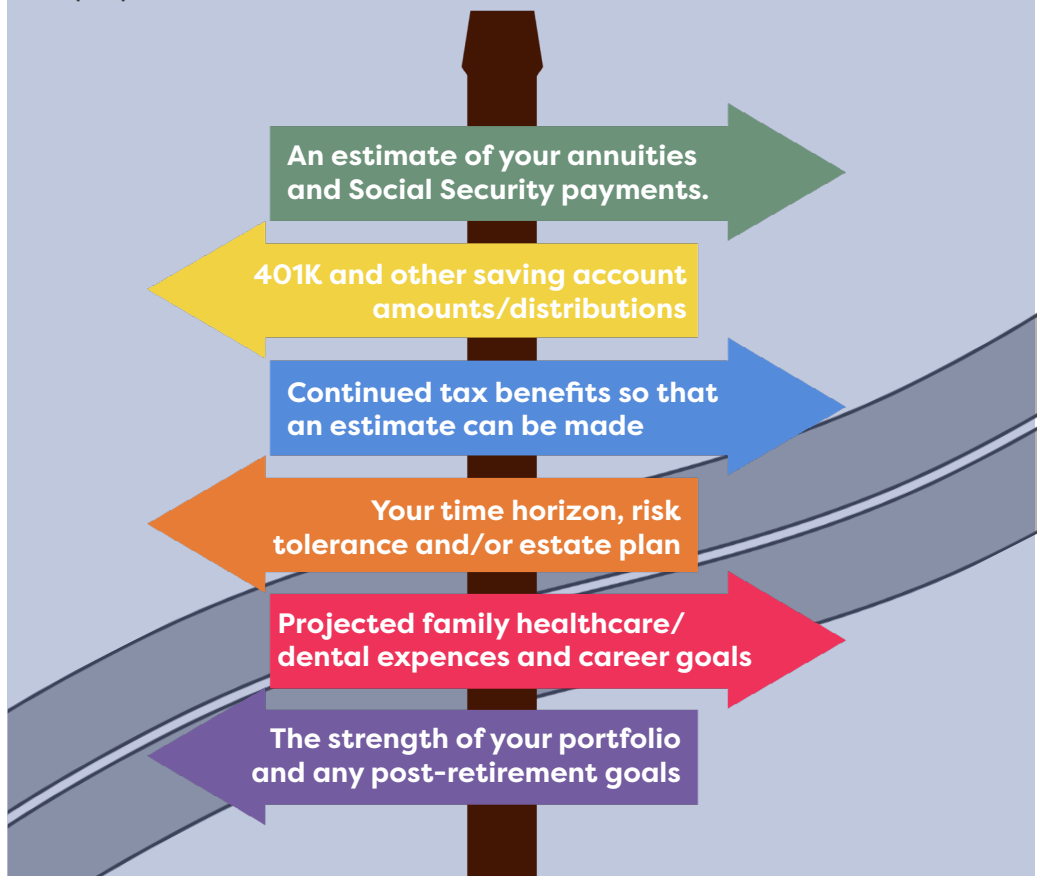 An estimate of your annuities
and Social Security payments.
401K and other saving account
amounts/distributions
Continued tax benefits so that
an estimate can be made
Your time horizon, risk
tolerance and/or estate plan
Projected family healthcare/
dental expences and career goals
The strength of your portfolio
and any post-retirement goals